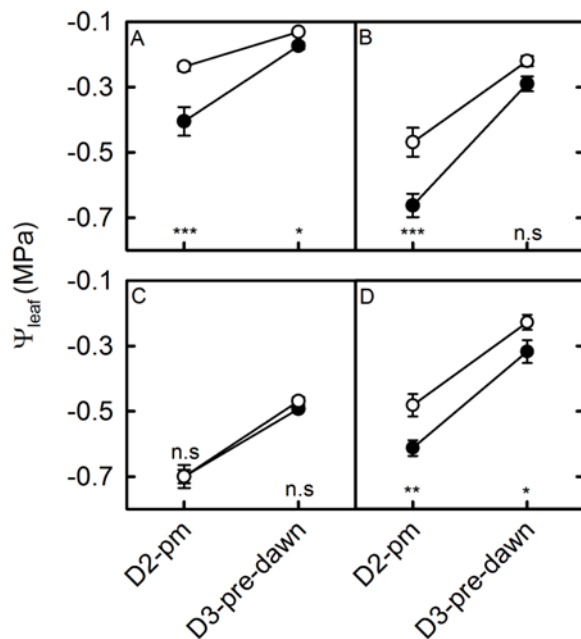 -0.1
A
B
-0.3
-0.5
-0.7
***
*
***
n.s
Ψleaf (MPa)
-0.1
C
D
-0.3
-0.5
-0.7
n.s
n.s
**
*
D2-pm
D3-pre-dawn
D2-pm
D3-pre-dawn